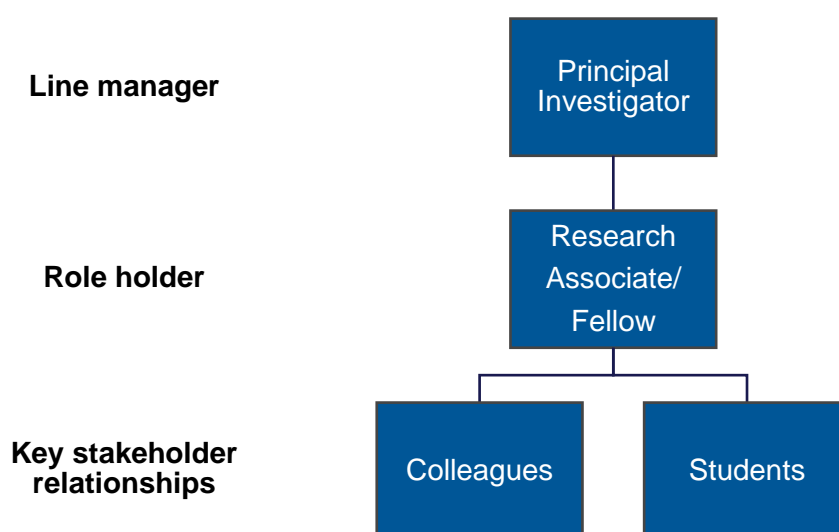 Line manager
Principal
Investigator
Role holder
Research
Associate/
Fellow
Key stakeholder
relationships
Colleagues
Students